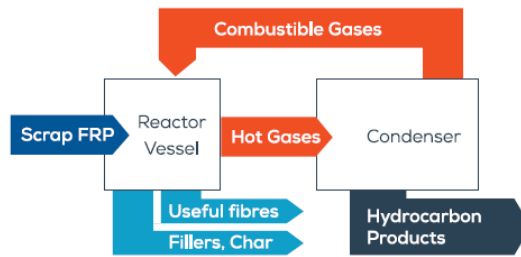 Combustible Gases
Scrap FRP
Reactor
Vessel
Hot Gases
Condenser
Useful fibres
Fillers, Char
Hydrocarbon
Products